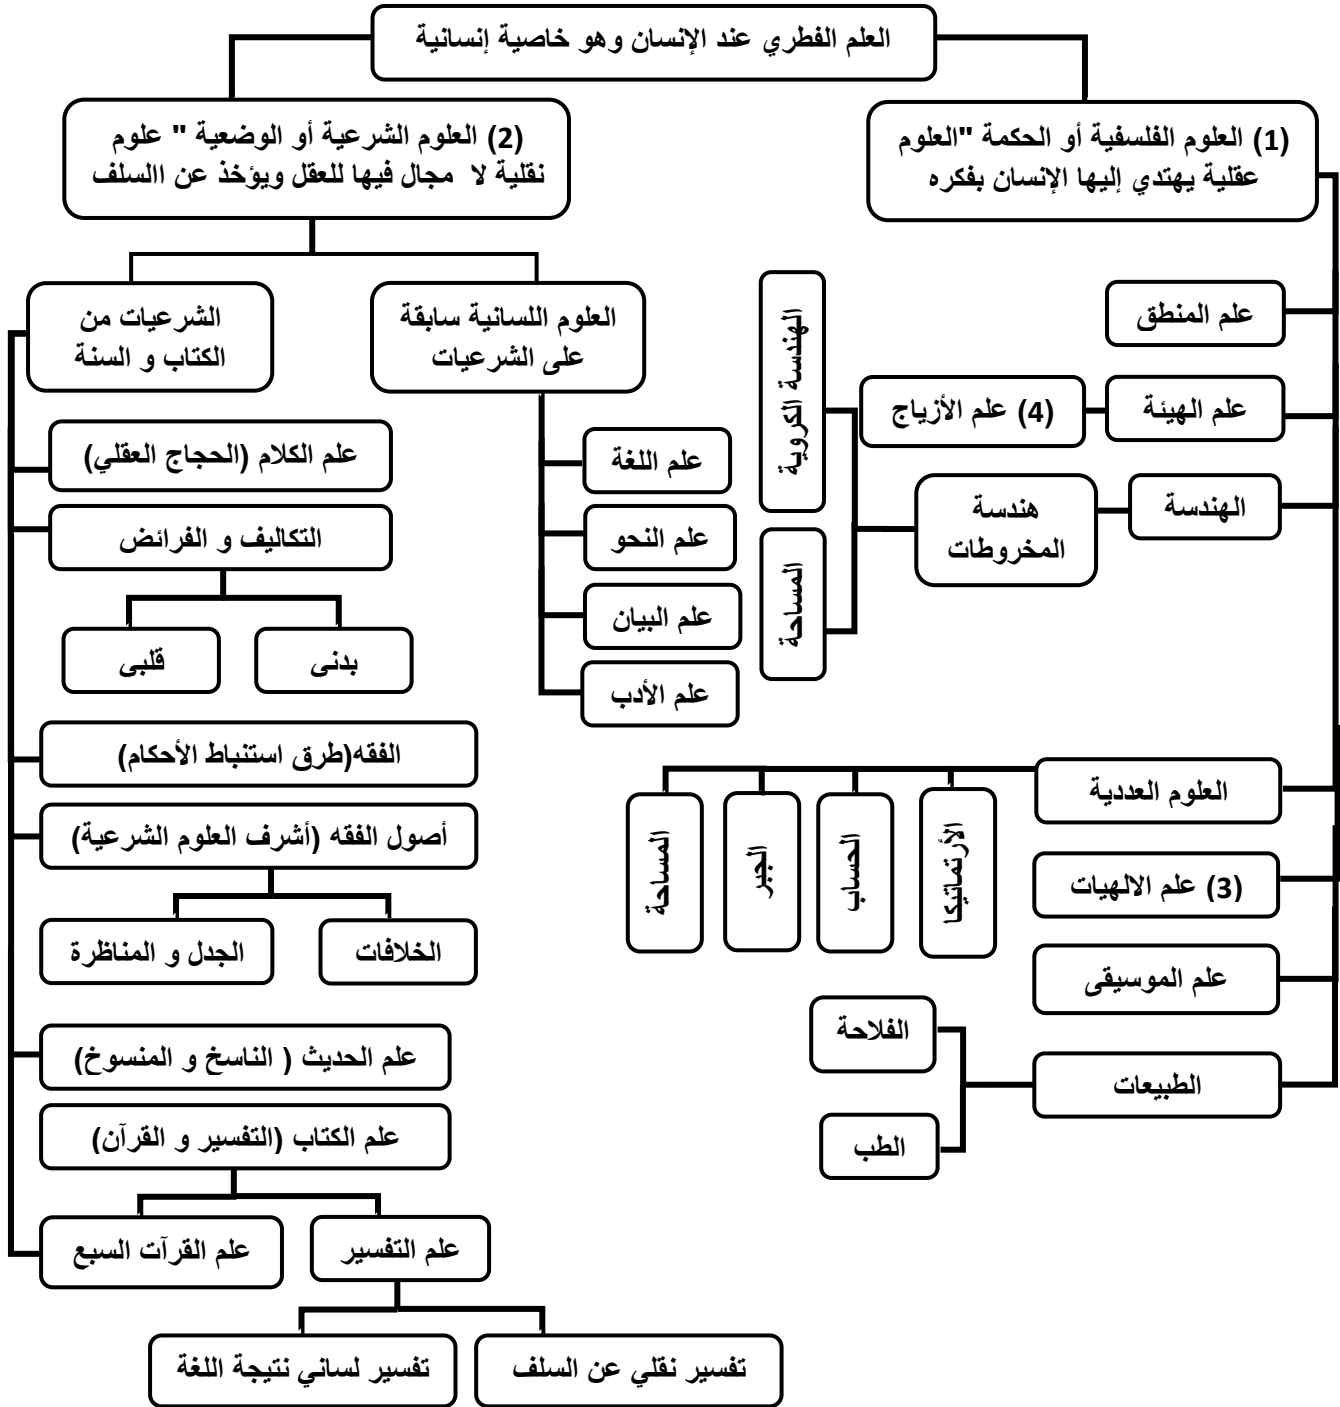 العلم الفطري عند الإنسان وهو خاصية إنسانية
(1) العلوم الفلسفية أو الحكمة "العلوم
عقلية يهتدي إليها الإنسان بفكره
(2) العلوم الشرعية أو الوضعية " علوم
نقلية لا مجال فيها للعقل ويؤخذ عن االسلف
علم المنطق
علم الهيئة
(4) علم الأزياج
الهندسة
هندسة
المخروطات
الهندسة الكروية
المساحة
العلوم العددية
الأرتماتيكا
الحساب
الجبر
المساحة
(3) علم الالهيات
علم الموسيقى
الطبيعات
الفلاحة
الطب
العلوم اللسانية سابقة
على الشرعيات
علم اللغة
علم النحو
علم البيان
علم الأدب
الشرعيات من
الكتاب و السنة
علم الكلام (الحجاج العقلي)
التكاليف و الفرائض
بدنى
قلبى
الفقه(طرق استنباط الأحكام)
أصول الفقه (أشرف العلوم الشرعية)
الخلافات
الجدل و المناظرة
علم الحديث ( الناسخ و المنسوخ)
علم الكتاب (التفسير و القرآن)
علم التفسير
علم القرآت السبع
تفسير نقلي عن السلف
تفسير لساني نتيجة اللغة